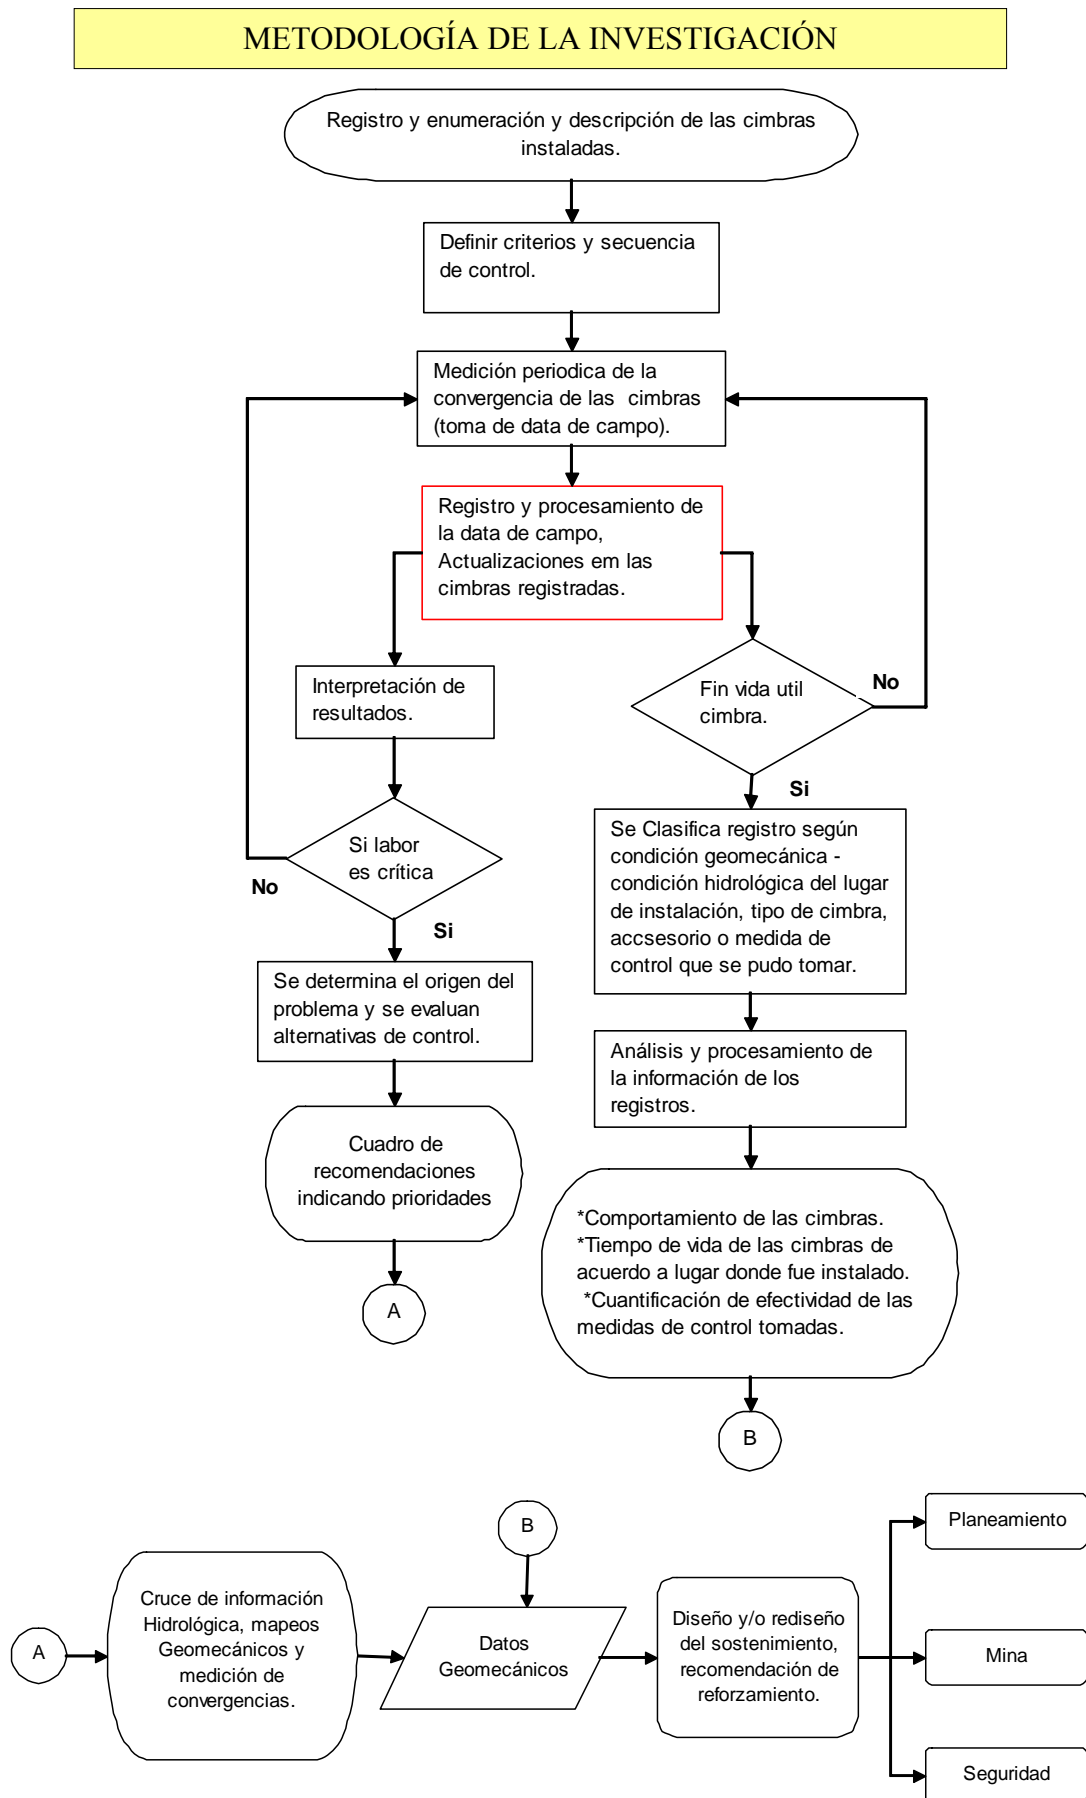 METODOLOGÍA DE LA INVESTIGACIÓN
Registro y enumeración y descripción de las cimbras
instaladas.
Definir criterios y secuencia
de control.
Medición periodica de la
convergencia de las cimbras
(toma de data de campo).
Registro y procesamiento de
la data de campo,
Actualizaciones em las
cimbras registradas.
Interpretación de
resultados.
Fin vida util
cimbra.
No
Si
Si labor
es crítica
No
Si
Se Clasifica registro según
condición geomecánica -
condición hidrológica del lugar
de instalación, tipo de cimbra,
accsesorio o medida de
control que se pudo tomar.
Se determina el origen del
problema y se evaluan
alternativas de control.
Análisis y procesamiento de
la información de los
registros.
Cuadro de
recomendaciones
indicando prioridades
*Comportamiento de las cimbras.
*Tiempo de vida de las cimbras de
acuerdo a lugar donde fue instalado.
*Cuantificación de efectividad de las
medidas de control tomadas.
A
B
B
Planeamiento
A
Cruce de información
Hidrológica, mapeos
Geomecánicos y
medición de
convergencias.
Datos
Geomecánicos
Diseño y/o rediseño
del sostenimiento,
recomendación de
reforzamiento.
Mina
Seguridad